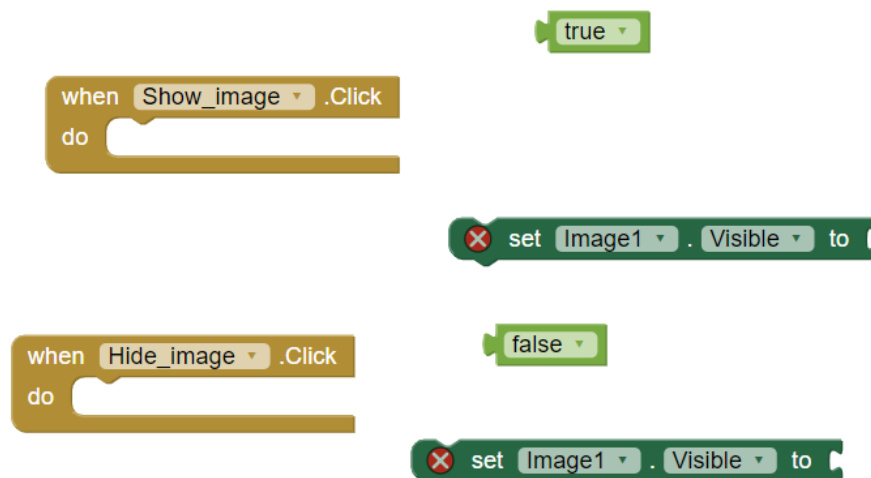 true
when Show_image .Click
do
set Image1 . Visible to
false
when Hide_image .Click
do
set Image1 . Visible to